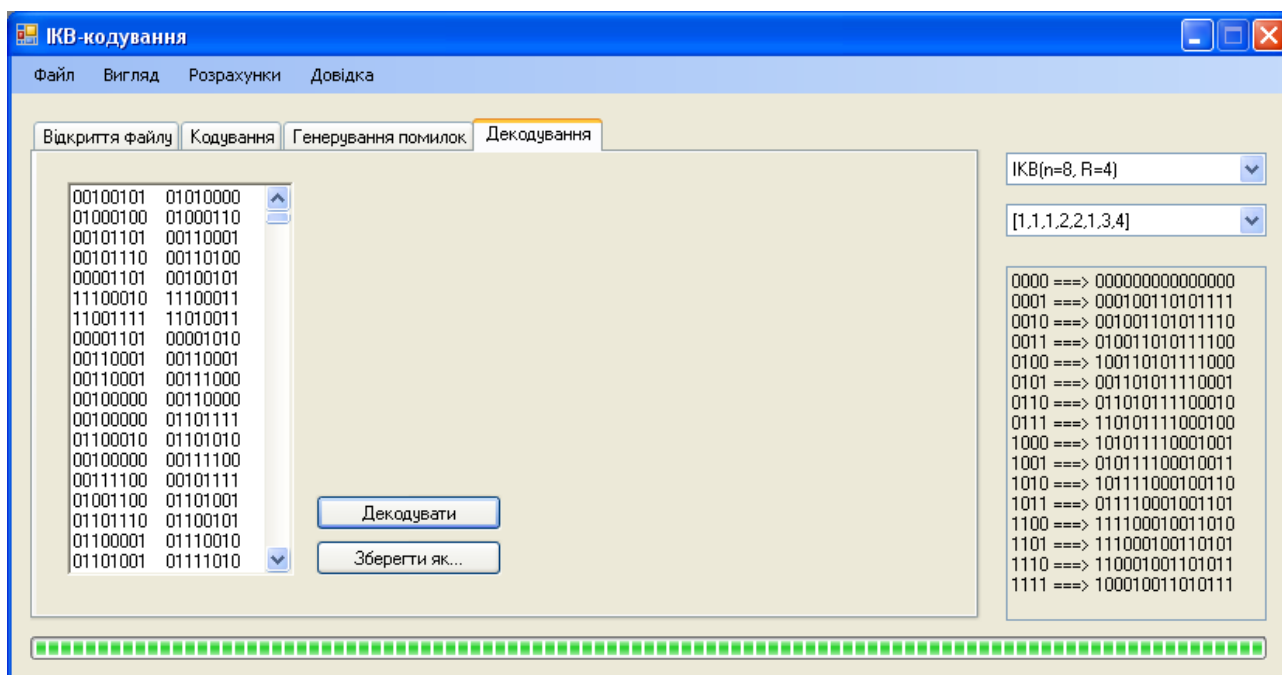 ІКВ-кодування
Файл Вигляд Розрахунки Довідка
Відкриття файлу Кодування Генерування помилок Декодування
00100101 01010000
01000100 01000110
00101101 00110001
00101110 00110100
00001101 00100101
11100010 11100011
11001111 11010011
00001101 00001010
00110001 00110001
00110001 00111000
00100000 00110000
00100000 01101111
01100010 01101010
00100000 00111100
00111100 00101111
01001100 01101001
01101110 01100101
01100001 01110010
01101001 01111010
Декодувати
Зберегти як...
ІКВ(n=8, R=4)
[1,1,1,2,2,1,3,4]
0000 ===> 000000000000000
0001 ===> 000100110101111
0010 ===> 001001101011110
0011 ===> 010011010111100
0100 ===> 100110101111000
0101 ===> 001101011110001
0110 ===> 011010111100010
0111 ===> 110101111000100
1000 ===> 101011110001001
1001 ===> 010111100010011
1010 ===> 101111000100110
1011 ===> 011110001001101
1100 ===> 111100010011010
1101 ===> 111000100110101
1110 ===> 110001001101011
1111 ===> 100010011010111